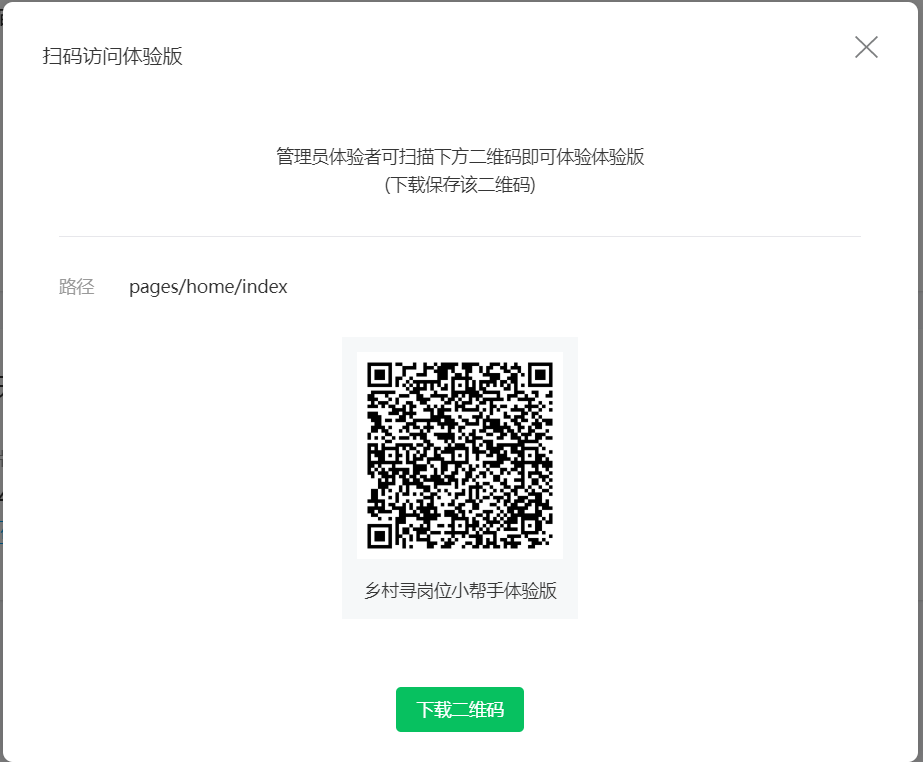 扫码访问体验版
管理员体验者可扫描下方二维码即可体验体验版
(下载保存该二维码)
路径 pages/home/index
乡村寻岗位小帮手体验版
下载二维码